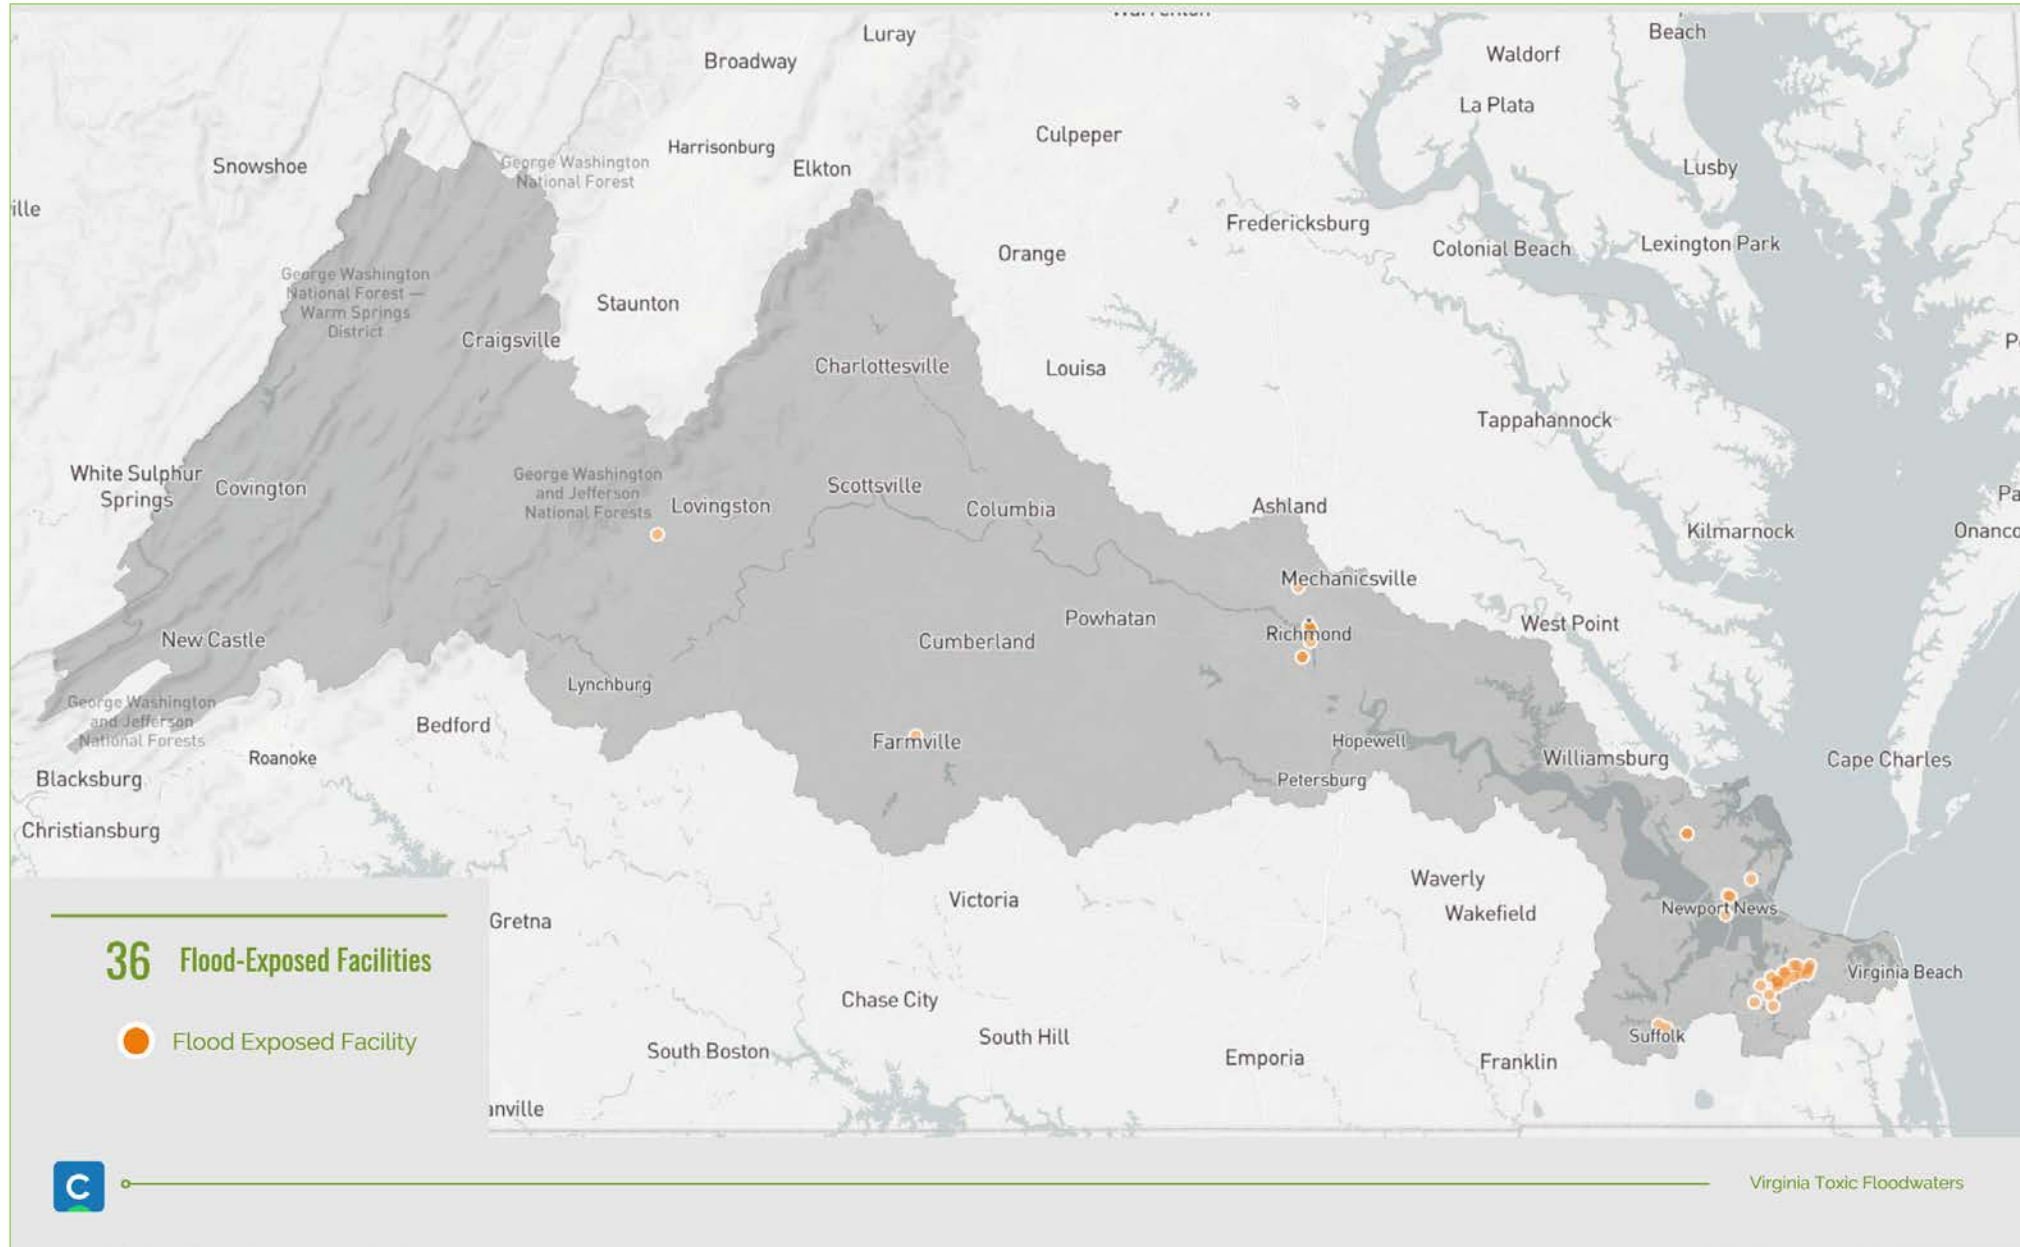 Warrenton
Luray
Beach
Broadway
Waldorf
La Plata
Culpeper
Harrisonburg
Snowshoe
George Washington
National Forest
Elkton
Lusby
ille
Fredericksburg
Colonial Beach
Lexington Park
Orange
George Washington
National Forest —
Warm Springs
District
Staunton
Craigsville
Charlottesville
Louisa
P
Tappahannock
White Sulphur
Springs
Covington
George Washington
and Jefferson
National Forests
Lovingston
Scottsville
Columbia
Ashland
Pa
Kilmarnock
Onanco
Mechanicsville
Powhatan
Richmond
West Point
New Castle
Cumberland
Lynchburg
George Washington
and Jefferson
National Forests
Bedford
Farmville
Hopewell
Roanoke
Williamsburg
Cape Charles
Blacksburg
Petersburg
Christiansburg
Waverly
Victoria
Wakefield
Newport News
Gretna
36 Flood-Exposed Facilities
Virginia Beach
Chase City
Flood Exposed Facility
South Boston
South Hill
Emporia
Franklin
Suffolk
anville
C
Virginia Toxic Floodwaters